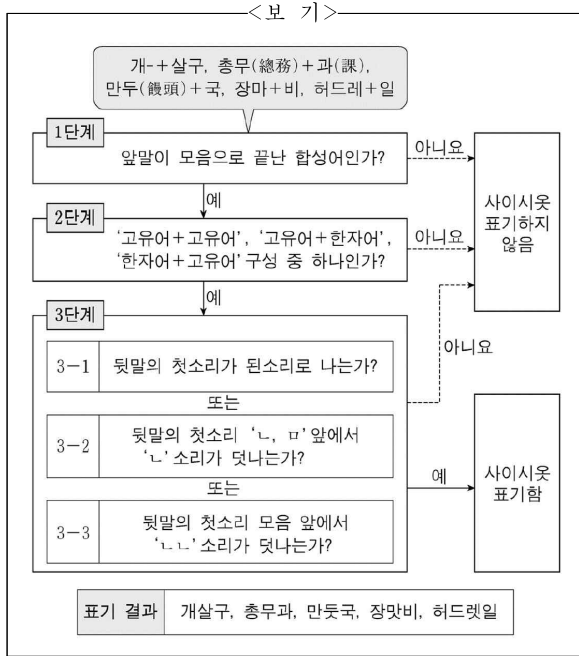 <보 기>
개-+살구, 총무(總務)+과(課),
만두(饅頭)+국, 장마+비, 허드레+일
1단계
앞말이 모음으로 끝난 합성어인가?
아니요
예
2단계
‘고유어+고유어’, ‘고유어+한자어’,
‘한자어+고유어’ 구성 중 하나인가?
아니요
사이시옷
표기하지
않음
예
3단계
3-1 뒷말의 첫소리가 된소리로 나는가?
또는
3-2 뒷말의 첫소리 ‘ㄴ, ㅁ’ 앞에서
‘ㄴ’ 소리가 덧나는가?
또는
3-3 뒷말의 첫소리 모음 앞에서
‘ㄴㄴ’ 소리가 덧나는가?
아니요
예
사이시옷
표기함
표기 결과 개살구, 총무과, 만둣국, 장맛비, 허드렛일